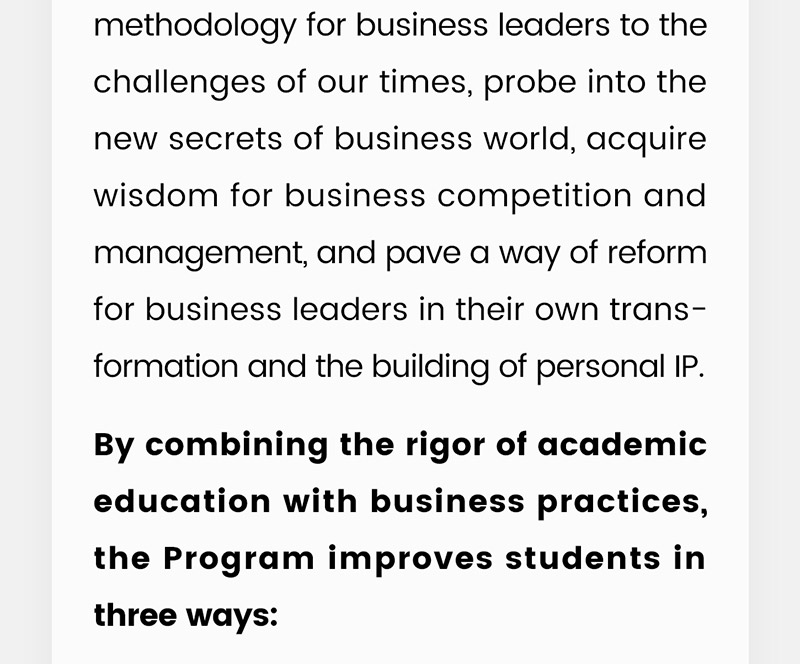 methodology for business leaders to the
challenges of our times, probe into the
new secrets of business world, acquire
wisdom for business competition and
management, and pave a way of reform
for business leaders in their own trans-
formation and the building of personal IP.
By combining the rigor of academic
education with business practices,
the Program improves students in
three ways: